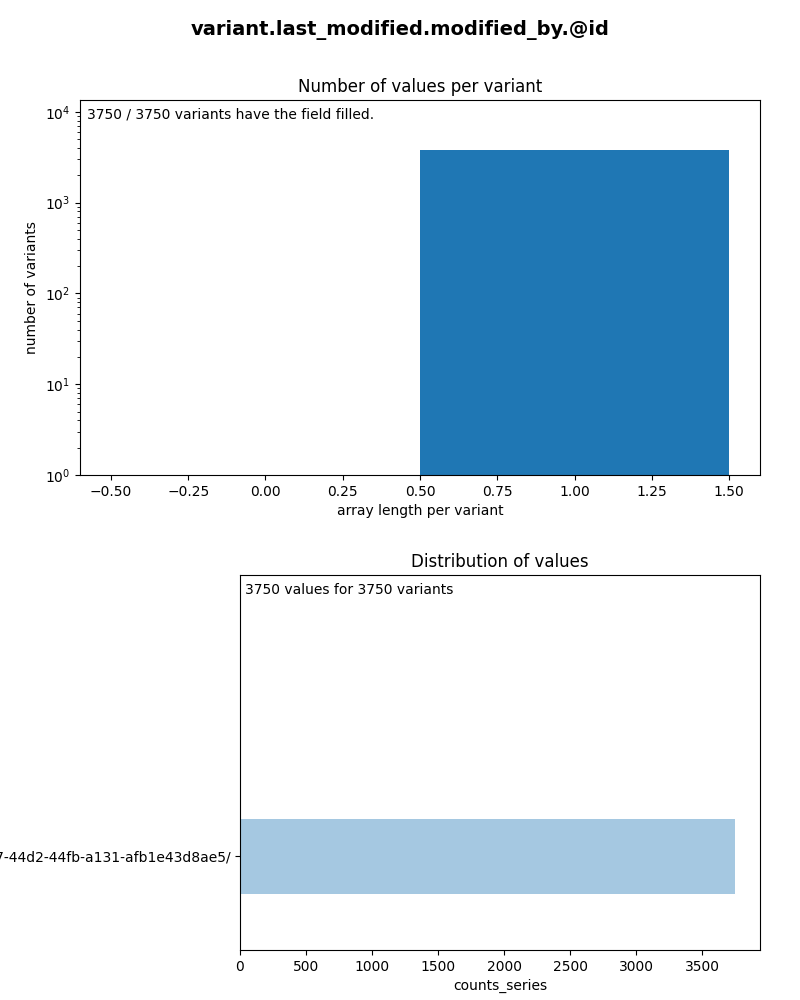 variant.last_modified.modified_by.@id
Number of values per variant
3750 / 3750 variants have the field filled.
10⁴
10³
10²
10¹
10⁰
number of variants
−0.50 −0.25 0.00 0.25 0.50 0.75 1.00 1.25 1.50
array length per variant
Distribution of values
3750 values for 3750 variants
7-44d2-44fb-a131-afb1e43d8ae5/
0 500 1000 1500 2000 2500 3000 3500
counts_series